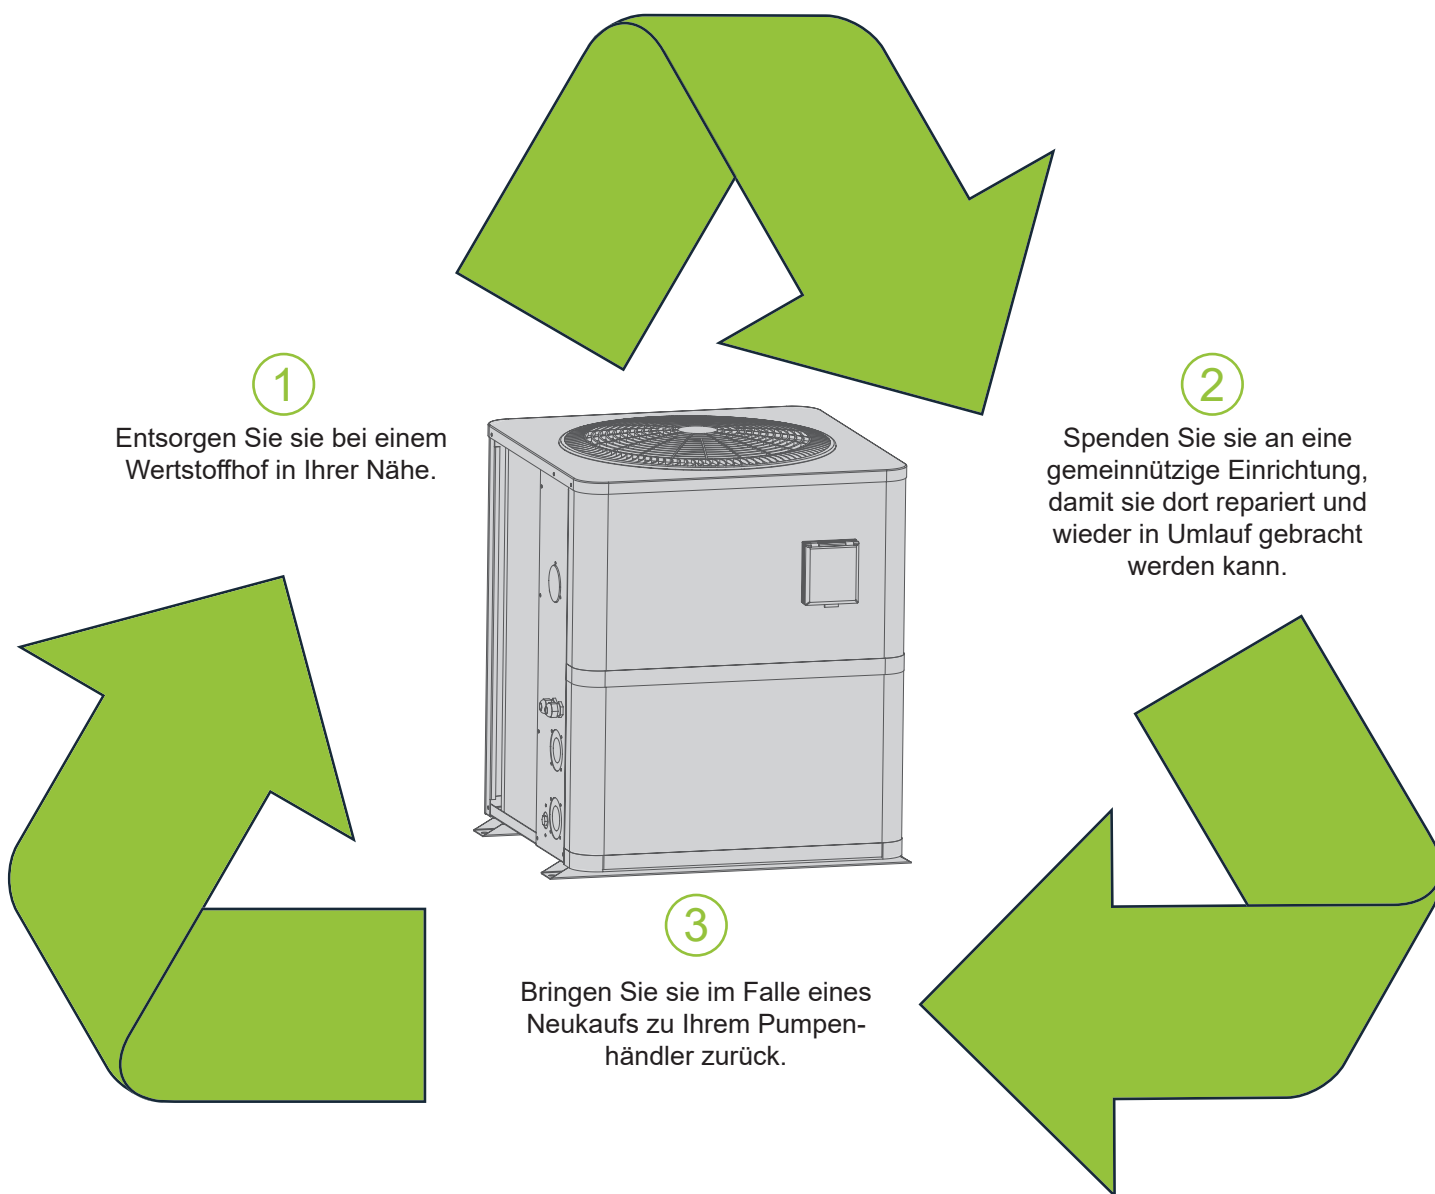 1
Entsorgen Sie sie bei einem
Wertstoffhof in Ihrer Nähe.
2
Spenden Sie sie an eine
gemeinnützige Einrichtung,
damit sie dort repariert und
wieder in Umlauf gebracht
werden kann.
3
Bringen Sie sie im Falle eines
Neukaufs zu Ihrem Pumpen-
händler zurück.